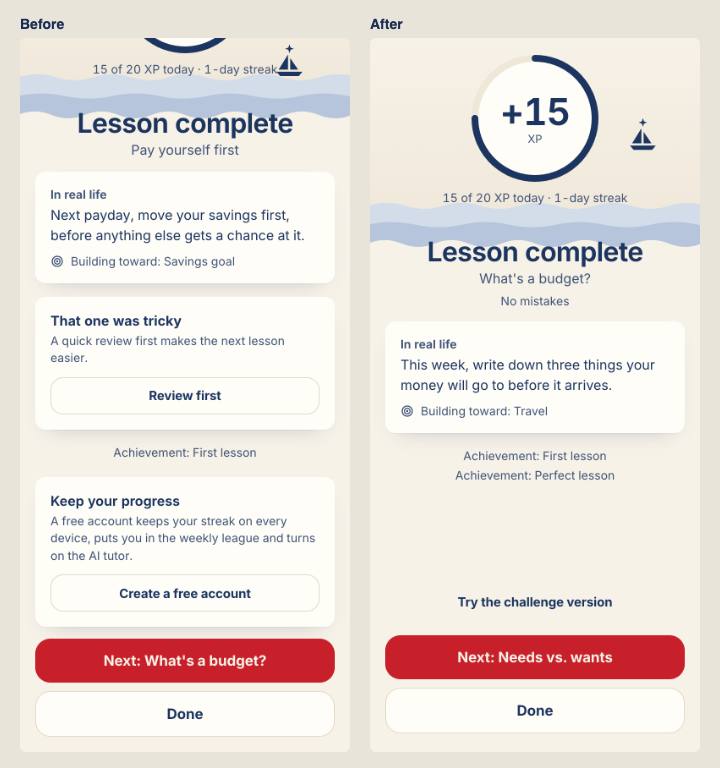 Before
15 of 20 XP today · 1-day streak
Lesson complete
Pay yourself first
In real life
Next payday, move your savings first,
before anything else gets a chance at it.
Building toward: Savings goal
That one was tricky
A quick review first makes the next lesson
easier.
Review first
Achievement: First lesson
Keep your progress
A free account keeps your streak on every
device, puts you in the weekly league and turns
on the AI tutor.
Create a free account
Next: What's a budget?
Done
After
+15
XP
15 of 20 XP today · 1-day streak
Lesson complete
What's a budget?
No mistakes
In real life
This week, write down three things your
money will go to before it arrives.
Building toward: Travel
Achievement: First lesson
Achievement: Perfect lesson
Try the challenge version
Next: Needs vs. wants
Done